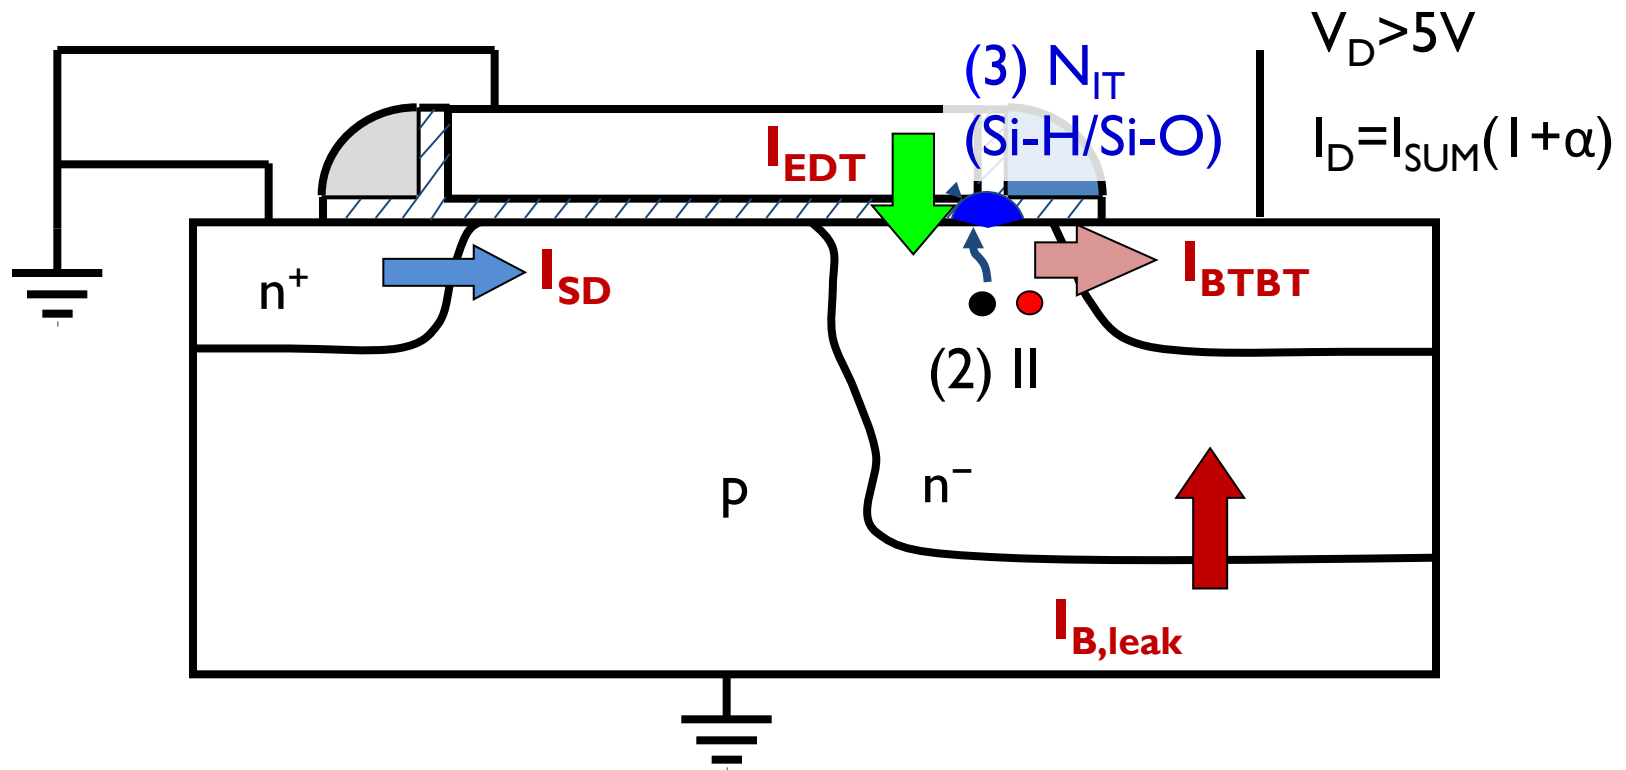 V_D>5V
(3) N_IT
(Si-H/Si-O)
I_D=I_SUM(1+α)
I_EDT
n⁺
I_SD
I_BTBT
(2) II
p
n⁻
I_B,leak